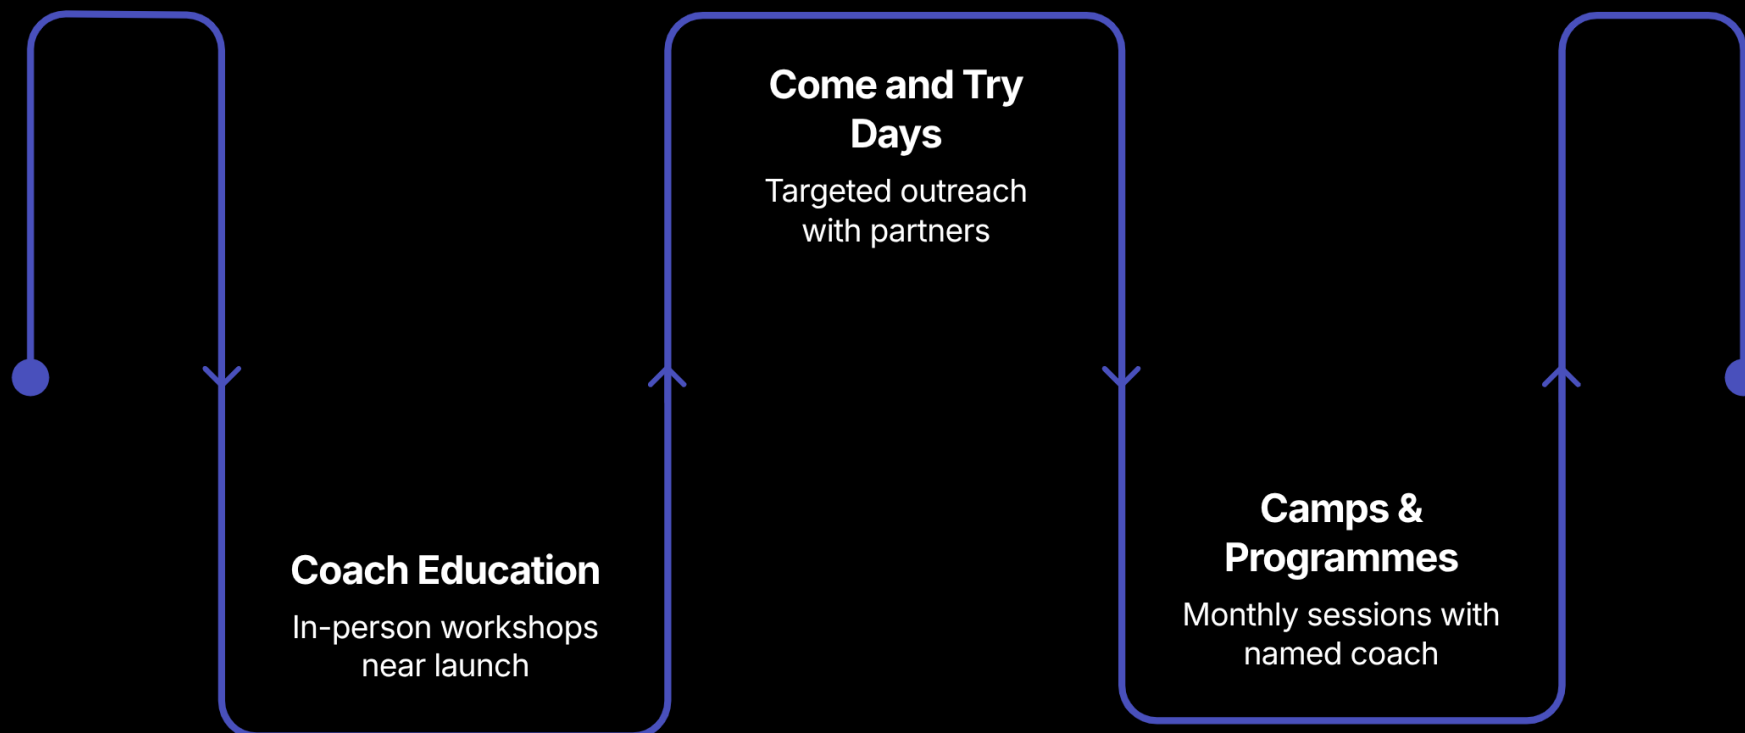 Coach Education
In-person workshops
near launch
Come and Try
Days
Targeted outreach
with partners
Camps &
Programmes
Monthly sessions with
named coach